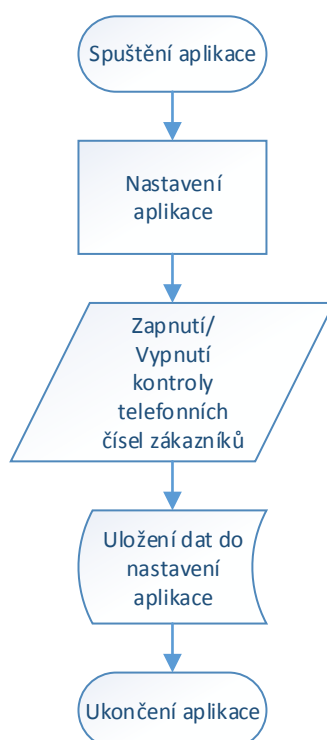 Spuštění aplikace
Nastavení
aplikace
Zapnutí/
Vypnutí
kontroly
telefonních
čísel zákazníků
Uložení dat do
nastavení
aplikace
Ukončení aplikace